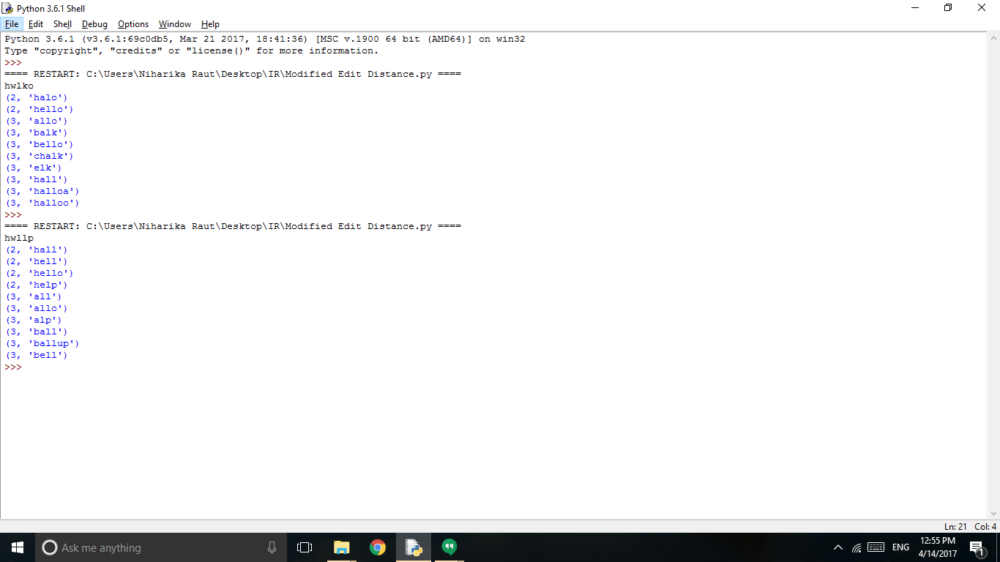 Python 3.6.1 Shell
File Edit Shell Debug Options Window Help
Python 3.6.1 (v3.6.1:69c0db5, Mar 21 2017, 18:41:36) [MSC v.1900 64 bit (AMD64)] on win32
Type "copyright", "credits" or "license()" for more information.
>>>
==== RESTART: C:\Users\Niharika Raut\Desktop\IR\Modified Edit Distance.py ====
hwlko
(2, 'halo')
(2, 'hello')
(3, 'allo')
(3, 'balk')
(3, 'bello')
(3, 'chalk')
(3, 'elk')
(3, 'hall')
(3, 'halloa')
(3, 'halloo')
>>>
==== RESTART: C:\Users\Niharika Raut\Desktop\IR\Modified Edit Distance.py ====
hwllp
(2, 'hall')
(2, 'hell')
(2, 'hello')
(2, 'help')
(3, 'all')
(3, 'allo')
(3, 'alp')
(3, 'ball')
(3, 'ballup')
(3, 'bell')
>>>
Ln: 21 Col: 4
Ask me anything
ENG
12:55 PM
4/14/2017
1